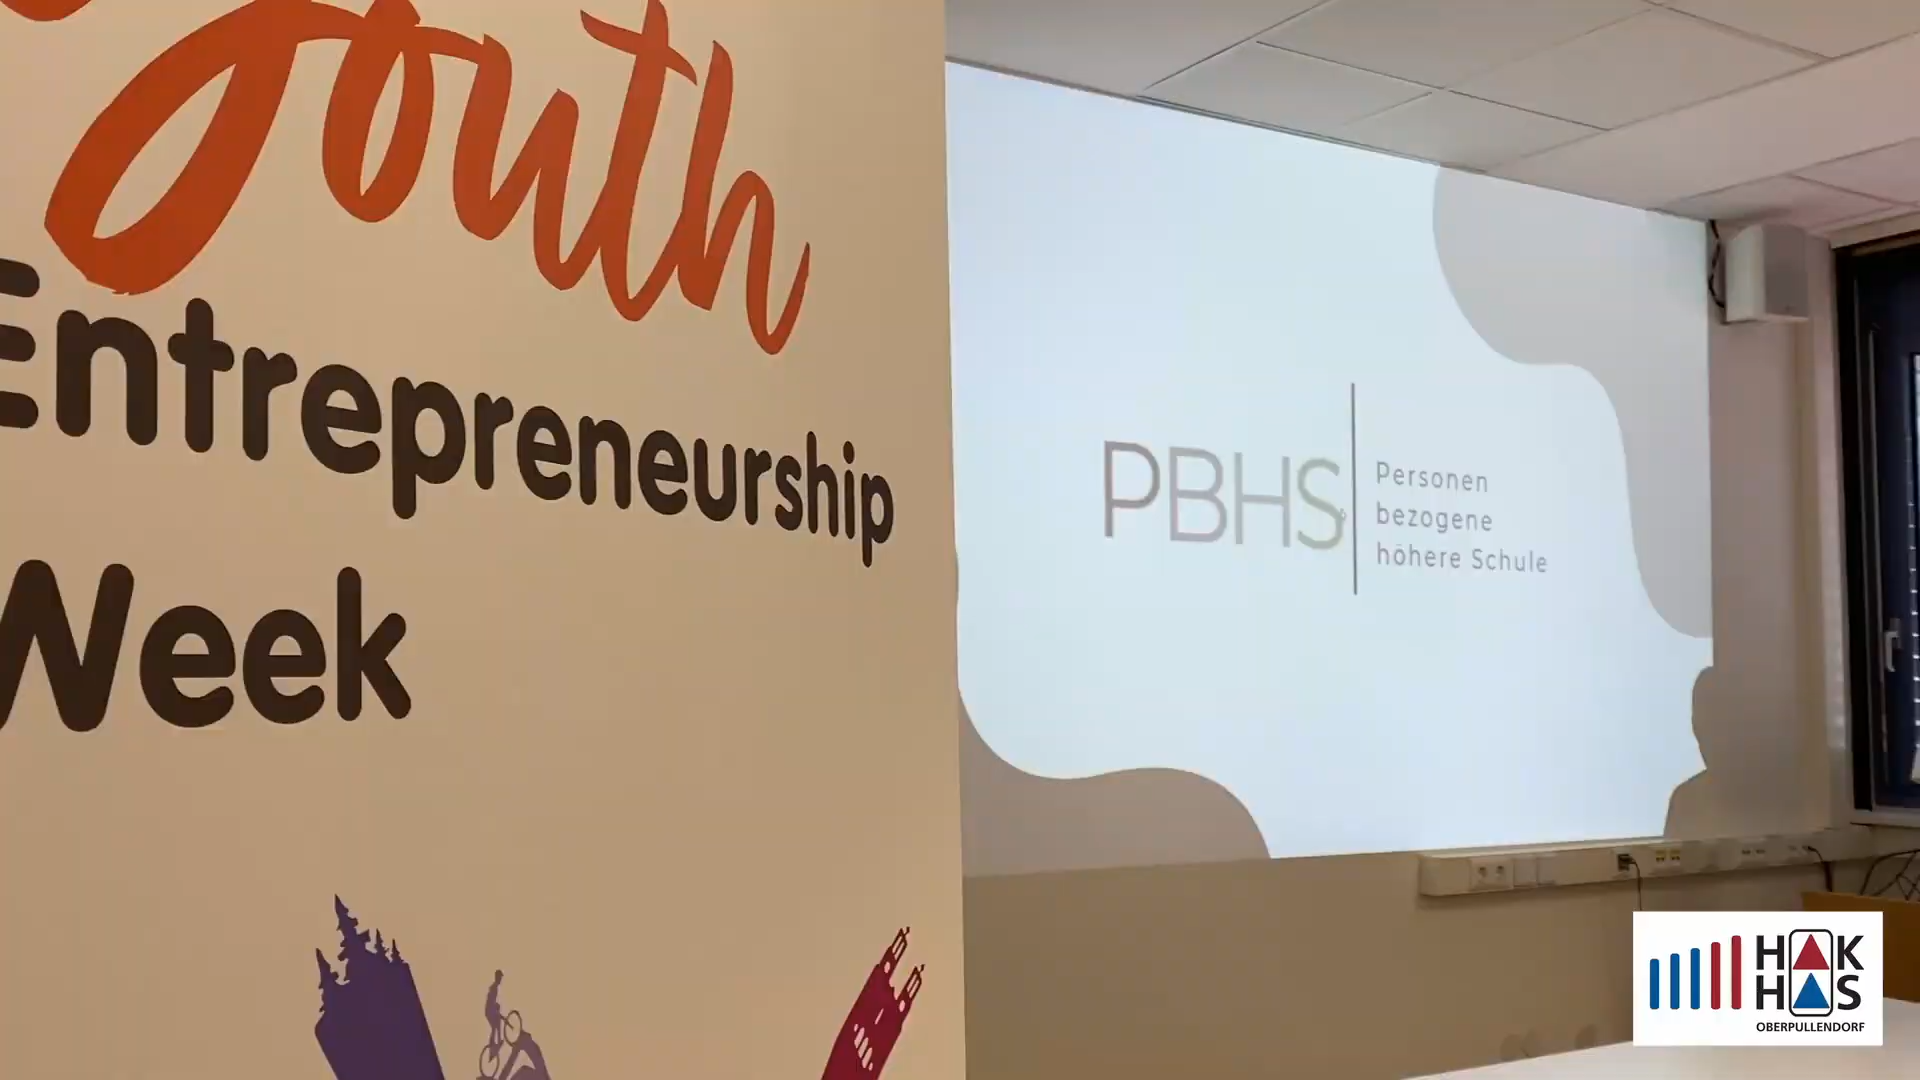 Youth
Entrepreneurship
Week
PBHS
Personen
bezogene
höhere Schule
HAK
HAS
OBERPULLENDORF